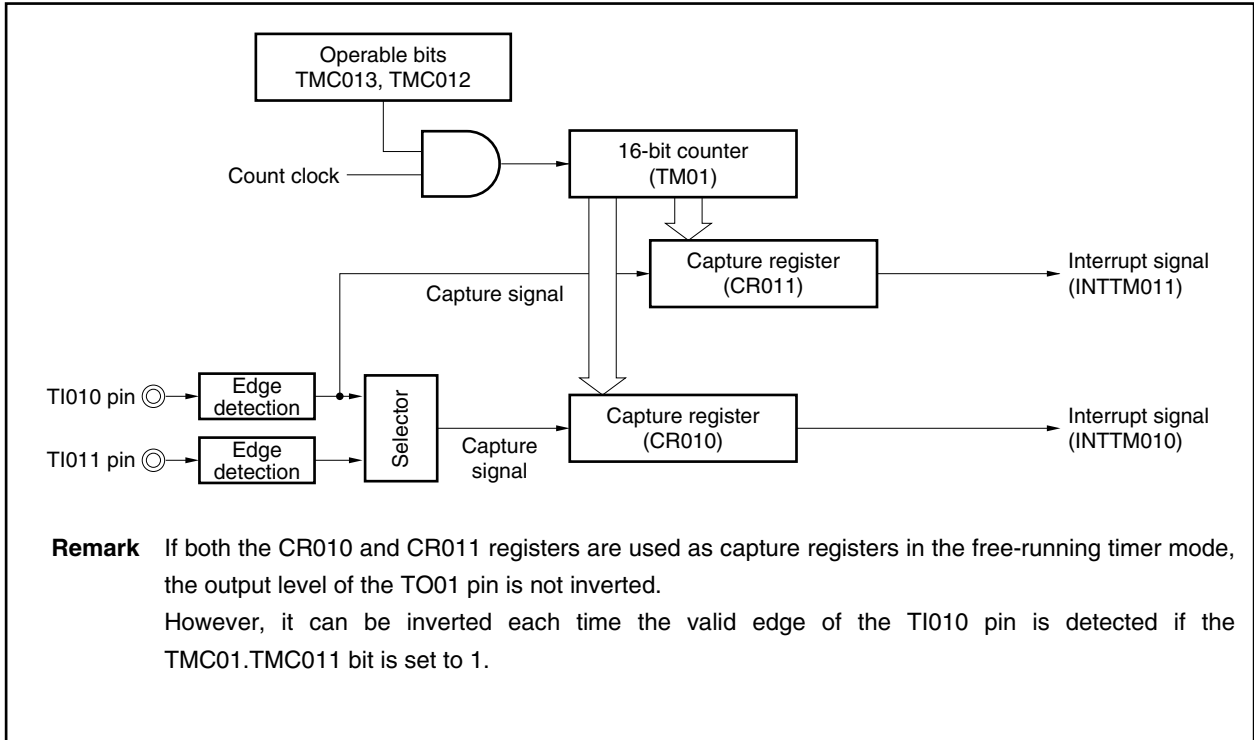 Operable bits
TMC013, TMC012
Count clock
16-bit counter
(TM01)
Capture register
(CR011)
Interrupt signal
(INTTM011)
Capture signal
TI010 pin
Edge
detection
TI011 pin
Edge
detection
Selector
Capture
signal
Capture register
(CR010)
Interrupt signal
(INTTM010)
Remark If both the CR010 and CR011 registers are used as capture registers in the free-running timer mode,
the output level of the TO01 pin is not inverted.
However, it can be inverted each time the valid edge of the TI010 pin is detected if the
TMC01.TMC011 bit is set to 1.